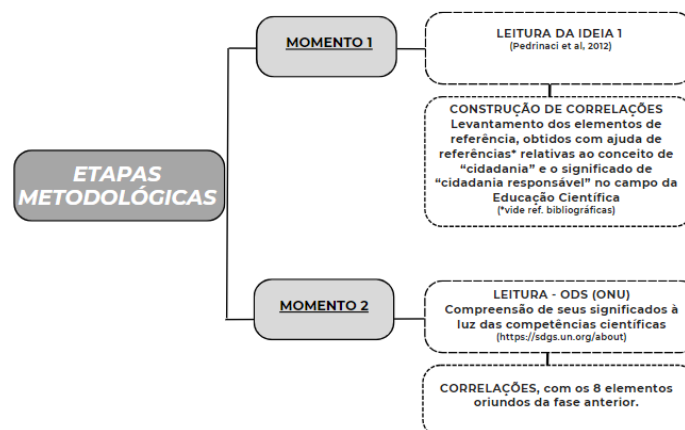 MOMENTO 1
LEITURA DA IDEIA 1
(Pedrinaci et al, 2012)
CONSTRUÇÃO DE CORRELAÇÕES
Levantamento dos elementos de
referência, obtidos com ajuda de
referências* relativas ao conceito de
“cidadania” e o significado de
“cidadania responsável” no campo da
Educação Científica
(*vide ref. bibliográficas)
ETAPAS
METODOLÓGICAS
MOMENTO 2
LEITURA - ODS (ONU)
Compreensão de seus significados à
luz das competências científicas
(https://sdgs.un.org/about)
CORRELAÇÕES, com os 8 elementos
oriundos da fase anterior.